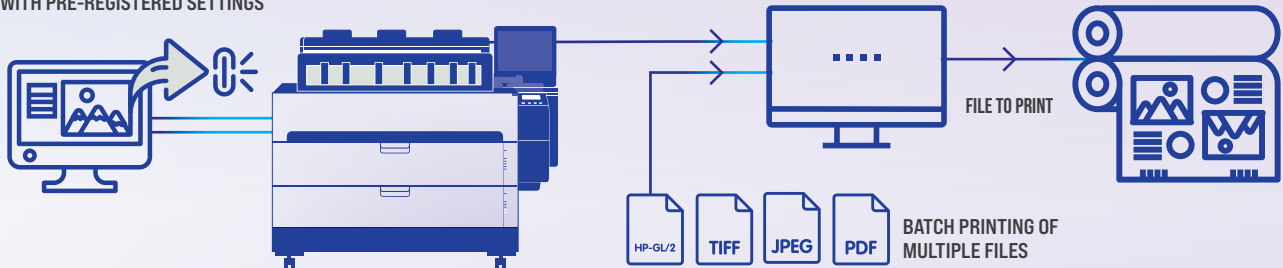 WITH PRE-REGISTERED SETTINGS
FILE TO PRINT
HP-GL/2
TIFF
JPEG
PDF
BATCH PRINTING OF
MULTIPLE FILES